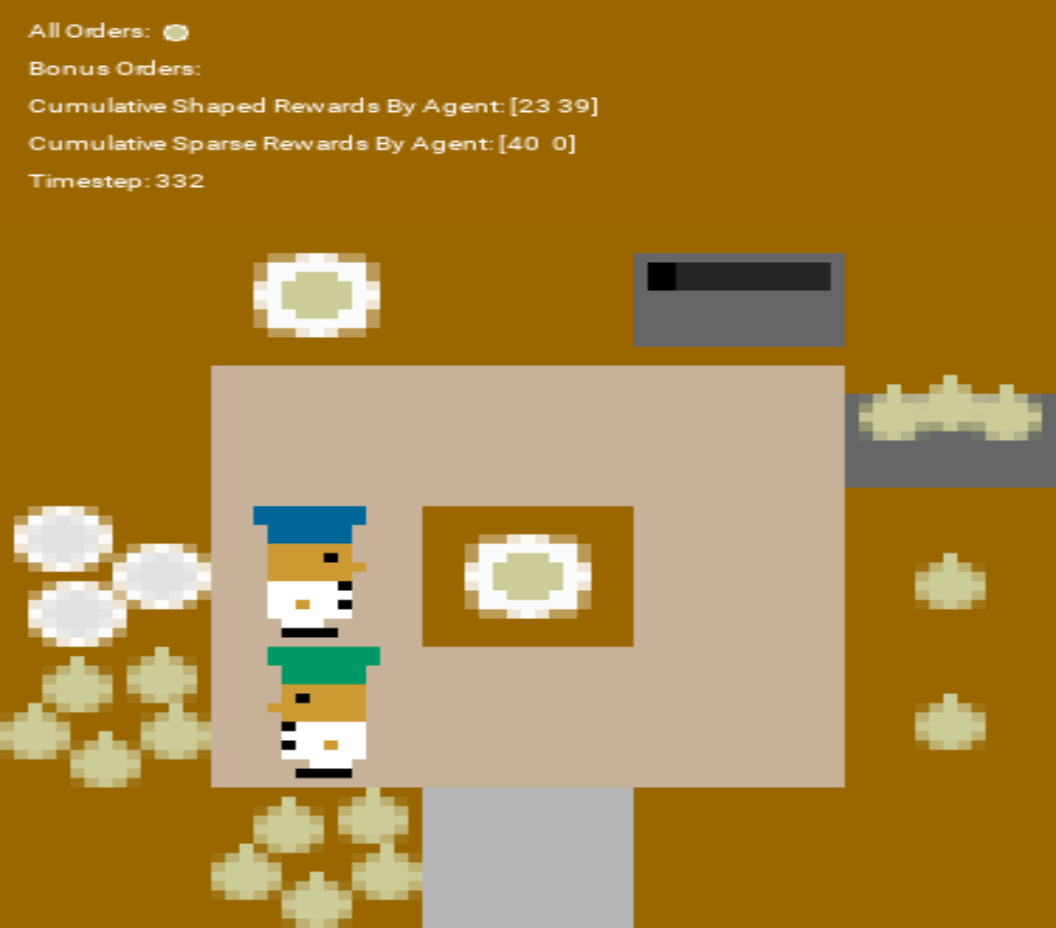 All Orders:
Bonus Orders:
Cumulative Shaped Rewards By Agent: [23 39]
Cumulative Sparse Rewards By Agent: [40 0]
Timestep: 332